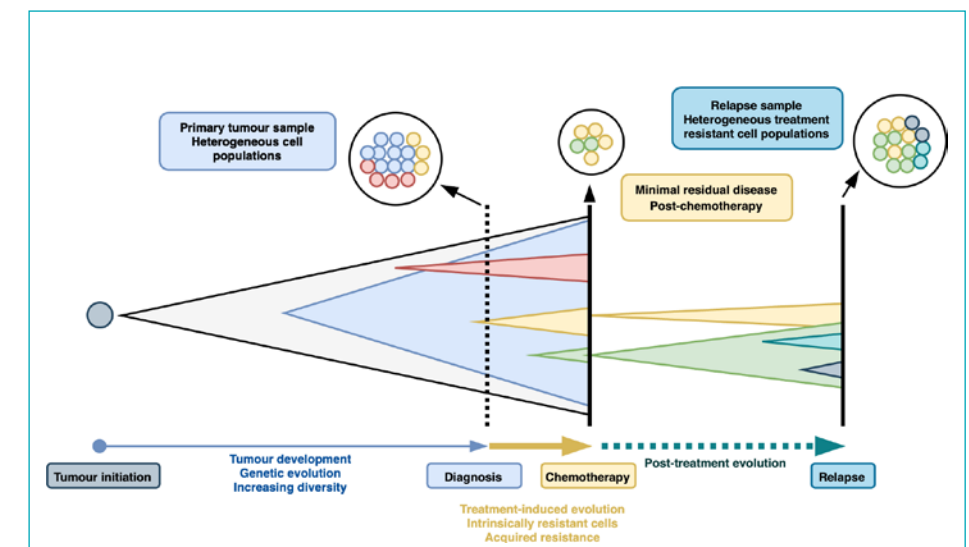 Primary tumour sample
Heterogeneous cell
populations
Relapse sample
Heterogeneous treatment
resistant cell populations
Minimal residual disease
Post-chemotherapy
Tumour initiation
Tumour development
Genetic evolution
Increasing diversity
Diagnosis
Chemotherapy
Post-treatment evolution
Relapse
Treatment-induced evolution
Intrinsically resistant cells
Acquired resistance